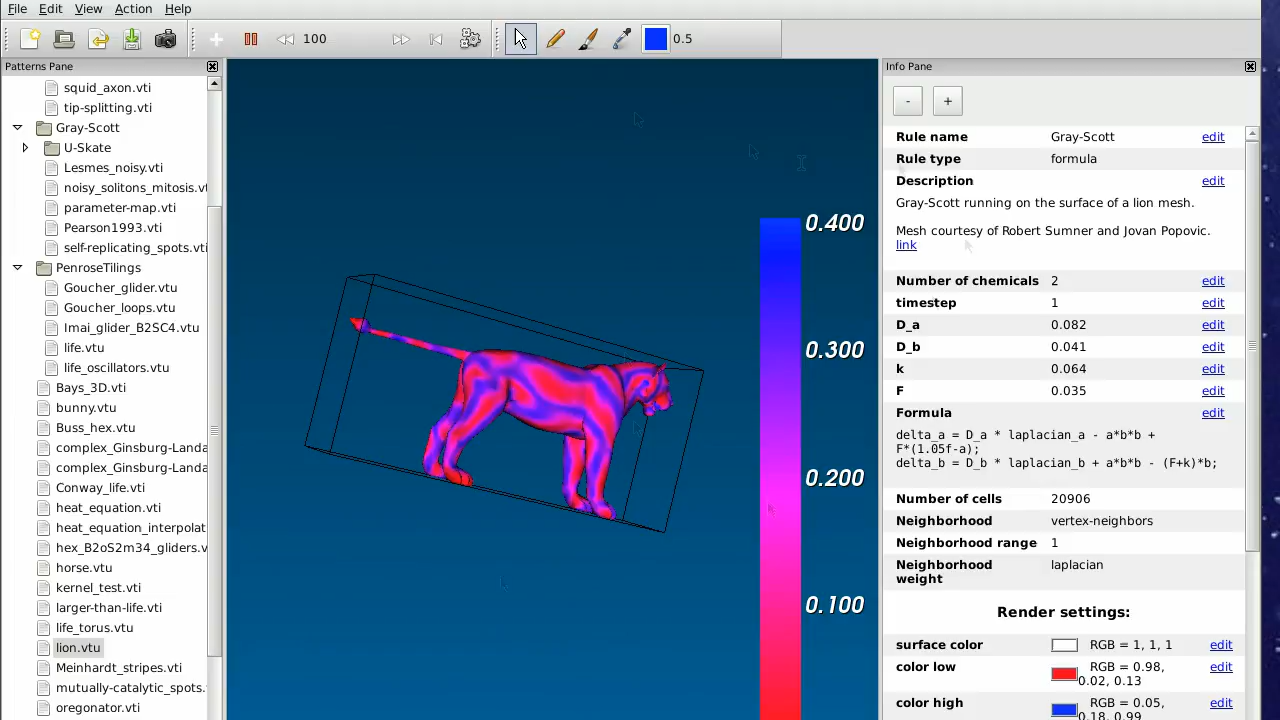 File Edit View Action Help
100
0.5
Patterns Pane
squid_axon.vti
tip-splitting.vti
Gray-Scott
U-Skate
Lesmes_noisy.vti
noisy_solitons_mitosis.vt
parameter-map.vti
Pearson1993.vti
self-replicating_spots.vti
PenroseTilings
Goucher_glider.vtu
Goucher_loops.vtu
Imai_glider_B2SC4.vtu
life.vtu
life_oscillators.vtu
Bays_3D.vti
bunny.vtu
Buss_hex.vtu
complex_Ginsburg-Landa
complex_Ginsburg-Landa
Conway_life.vti
heat_equation.vti
heat_equation_interpolat
hex_B2oS2m34_gliders.v
horse.vtu
kernel_test.vti
larger-than-life.vti
life_torus.vtu
lion.vtu
Meinhardt_stripes.vti
mutually-catalytic_spots.
oregonator.vti
0.400
0.300
0.200
0.100
Info Pane
- +
Rule name Gray-Scott edit
Rule type formula
Description edit
Gray-Scott running on the surface of a lion mesh.
Mesh courtesy of Robert Sumner and Jovan Popovic.
link
Number of chemicals 2 edit
timestep 1 edit
D_a 0.082 edit
D_b 0.041 edit
k 0.064 edit
F 0.035 edit
Formula edit
delta_a = D_a * laplacian_a - a*b*b +
F*(1.05f-a);
delta_b = D_b * laplacian_b + a*b*b - (F+k)*b;
Number of cells 20906
Neighborhood vertex-neighbors
Neighborhood range 1
Neighborhood laplacian
weight
Render settings:
surface color RGB = 1, 1, 1 edit
color low RGB = 0.98, edit
0.02, 0.13
color high RGB = 0.05, edit
0.18, 0.99